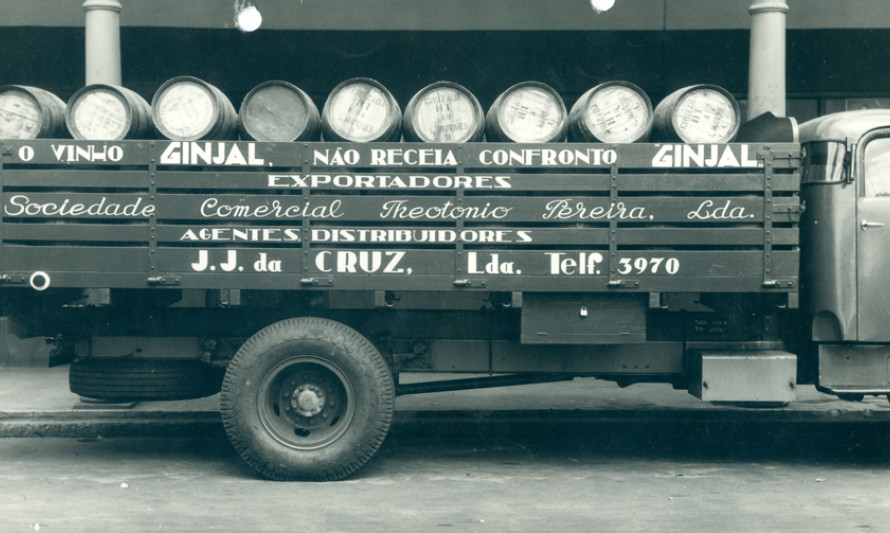 O VINHO GINJAL, NÃO RECEIA CONFRONTO GINJAL
EXPORTADORES
Sociedade Comercial Theotonio Pereira, Lda.
AGENTES DISTRIBUIDORES
J.J. da CRUZ, Lda. Telf. 3970